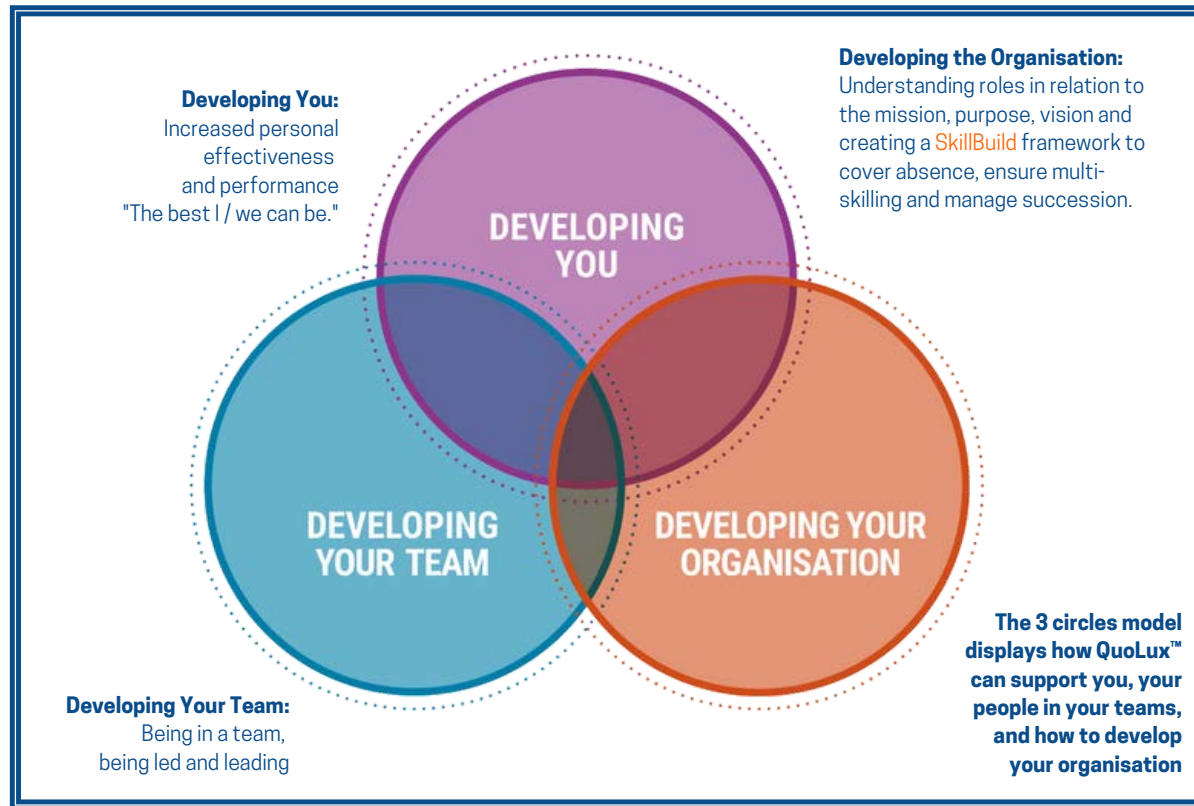 Developing You:
Increased personal
effectiveness
and performance
"The best I / we can be."
Developing the Organisation:
Understanding roles in relation to
the mission, purpose, vision and
creating a SkillBuild framework to
cover absence, ensure multi-
skilling and manage succession.
DEVELOPING
YOU
DEVELOPING
YOUR TEAM
DEVELOPING YOUR
ORGANISATION
Developing Your Team:
Being in a team,
being led and leading
The 3 circles model
displays how QuoLux™
can support you, your
people in your teams,
and how to develop
your organisation